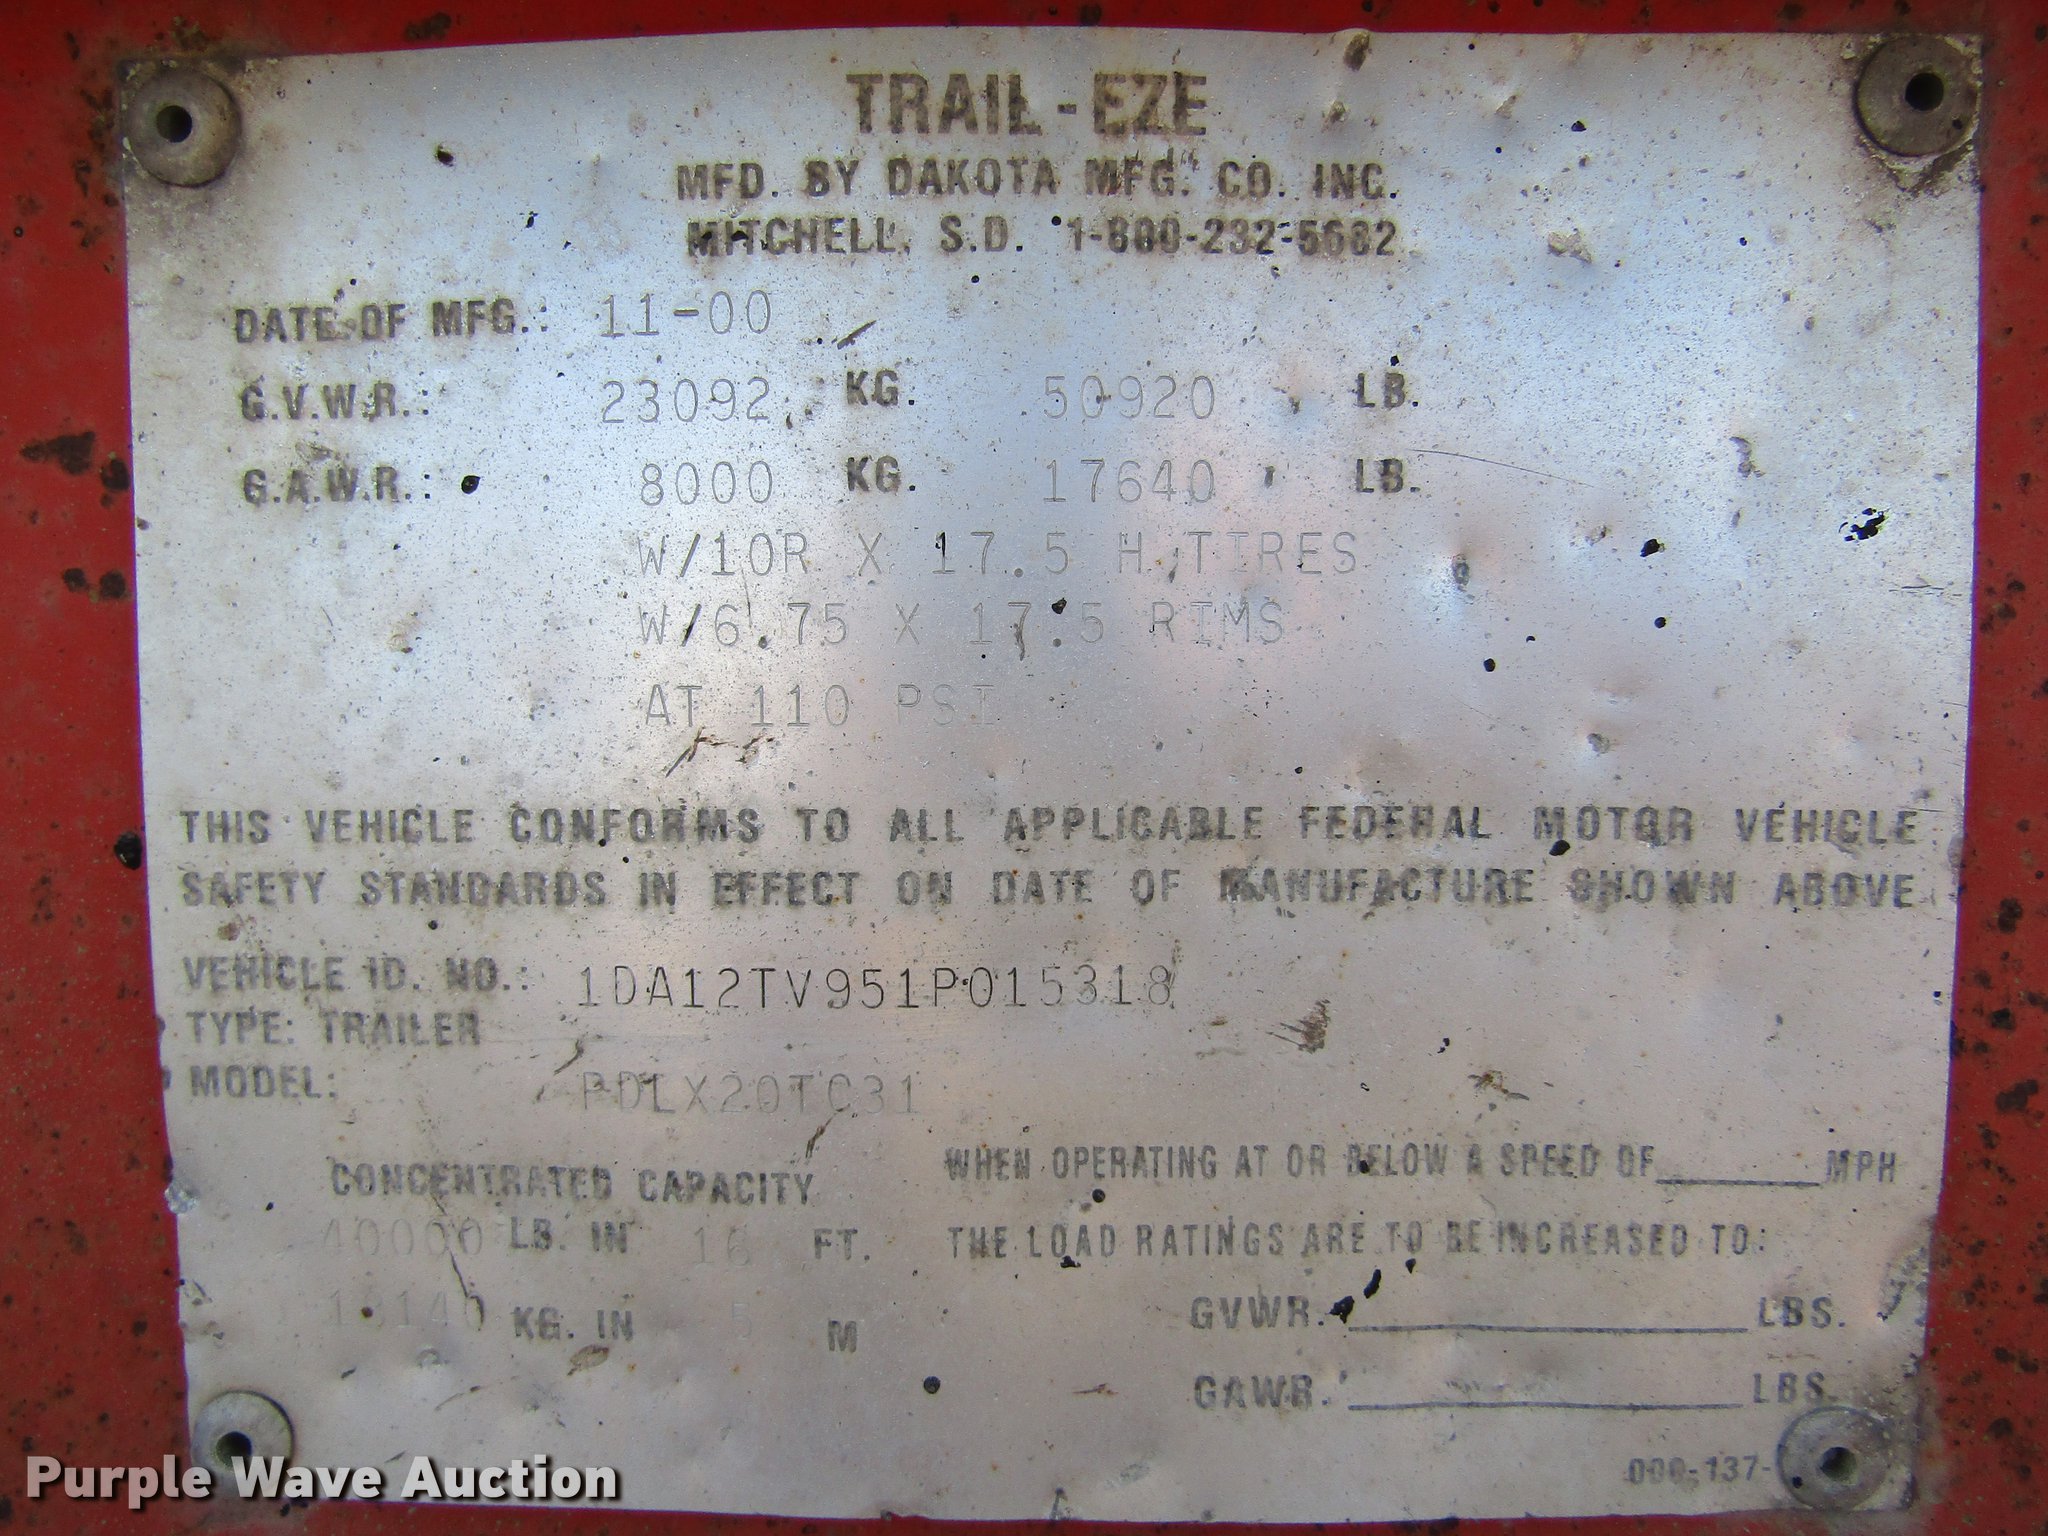 TRAIL-EZE
MFD. BY DAKOTA MFG. CO. INC.
MITCHELL, S.D. 1-800-232-5682
DATE OF MFG.: 11-00
G.V.W.R.: 23092 KG. 50920 LB.
G.A.W.R.: 8000 KG. 17640 LB.
W/10R X 17.5 H TIRES
W/6.75 X 17.5 RIMS
AT 110 PSI
THIS VEHICLE CONFORMS TO ALL APPLICABLE FEDERAL MOTOR VEHICLE
SAFETY STANDARDS IN EFFECT ON DATE OF MANUFACTURE SHOWN ABOVE
VEHICLE ID. NO.: 1DA12TV951P015318
TYPE: TRAILER
MODEL: PDLX20TC31
CONCENTRATED CAPACITY
40000 LB. IN 16 FT.
KG. IN 5 M
WHEN OPERATING AT OR BELOW A SPEED OF MPH
THE LOAD RATINGS ARE TO BE INCREASED TO:
GVWR. LBS.
GAWR. LBS.
000-137-
Purple Wave Auction